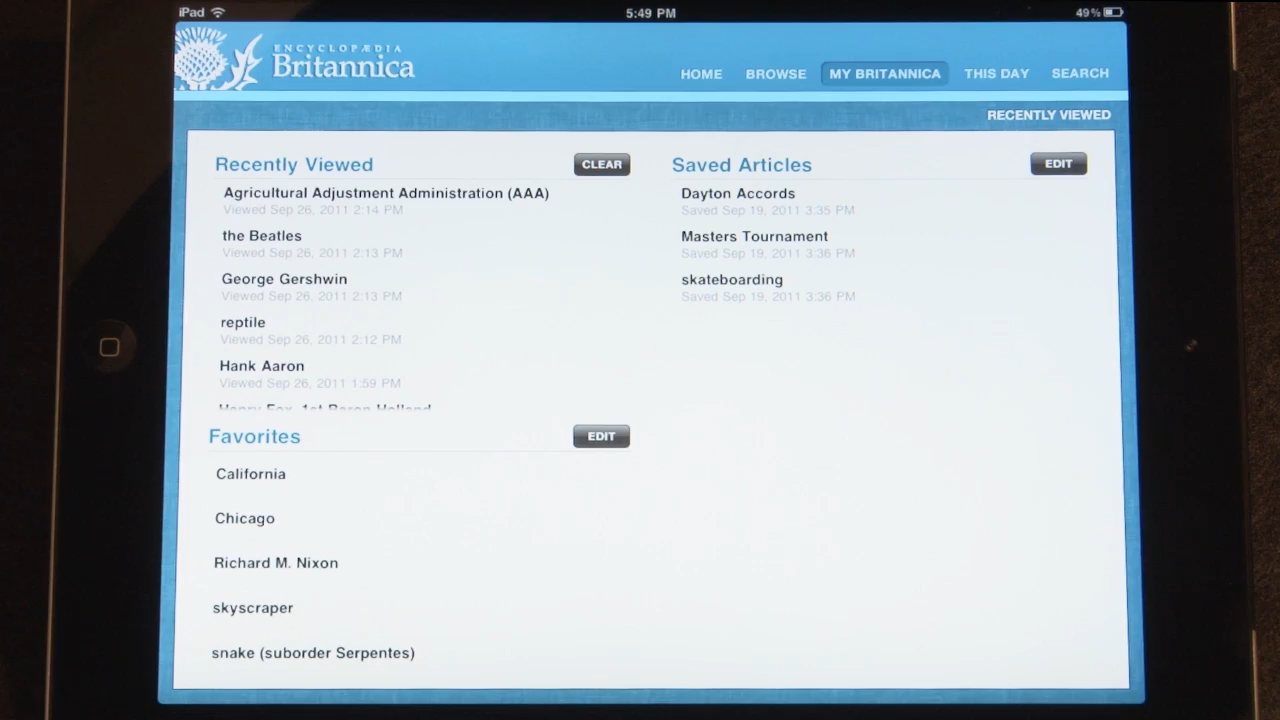 iPad
5:49 PM
49%
ENCYCLOPÆDIA
Britannica
HOME
BROWSE
MY BRITANNICA
THIS DAY
SEARCH
RECENTLY VIEWED
Recently Viewed
CLEAR
Agricultural Adjustment Administration (AAA)
Viewed Sep 26, 2011 2:14 PM
the Beatles
Viewed Sep 26, 2011 2:13 PM
George Gershwin
Viewed Sep 26, 2011 2:13 PM
reptile
Viewed Sep 26, 2011 2:12 PM
Hank Aaron
Viewed Sep 26, 2011 1:59 PM
Henry Fox, 1st Baron Holland
Favorites
EDIT
California
Chicago
Richard M. Nixon
skyscraper
snake (suborder Serpentes)
Saved Articles
EDIT
Dayton Accords
Saved Sep 19, 2011 3:35 PM
Masters Tournament
Saved Sep 19, 2011 3:36 PM
skateboarding
Saved Sep 19, 2011 3:36 PM